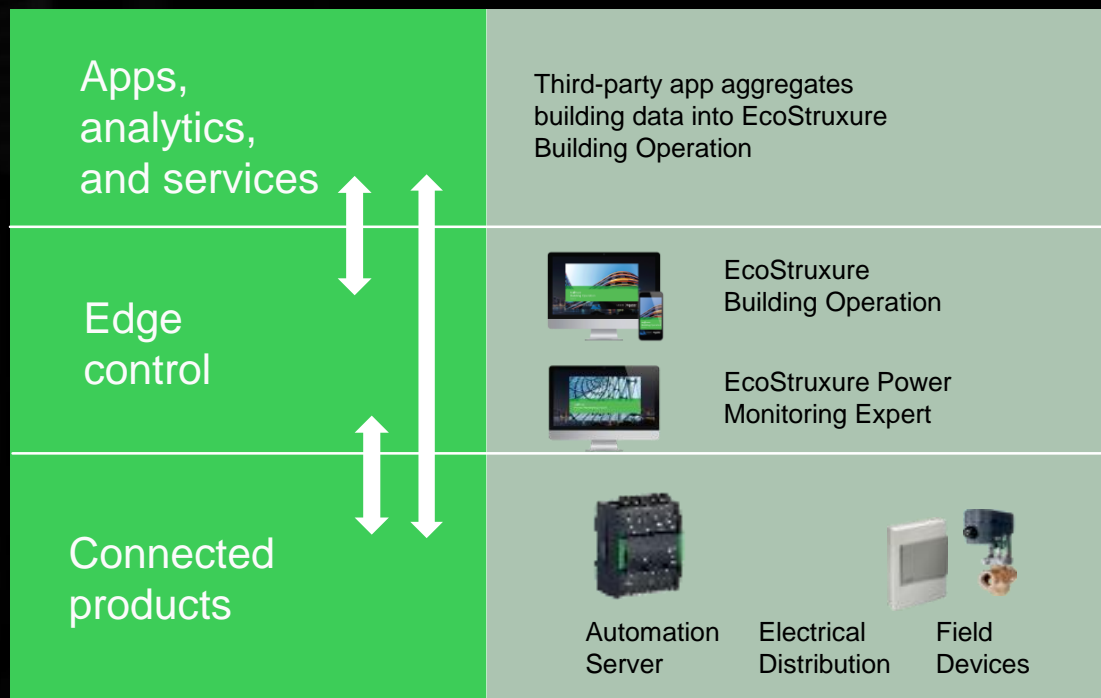 Apps,
analytics,
and services
Third-party app aggregates
building data into EcoStruxure
Building Operation
Edge
control
EcoStruxure
Building Operation
EcoStruxure Power
Monitoring Expert
Connected
products
Automation
Server
Electrical
Distribution
Field
Devices